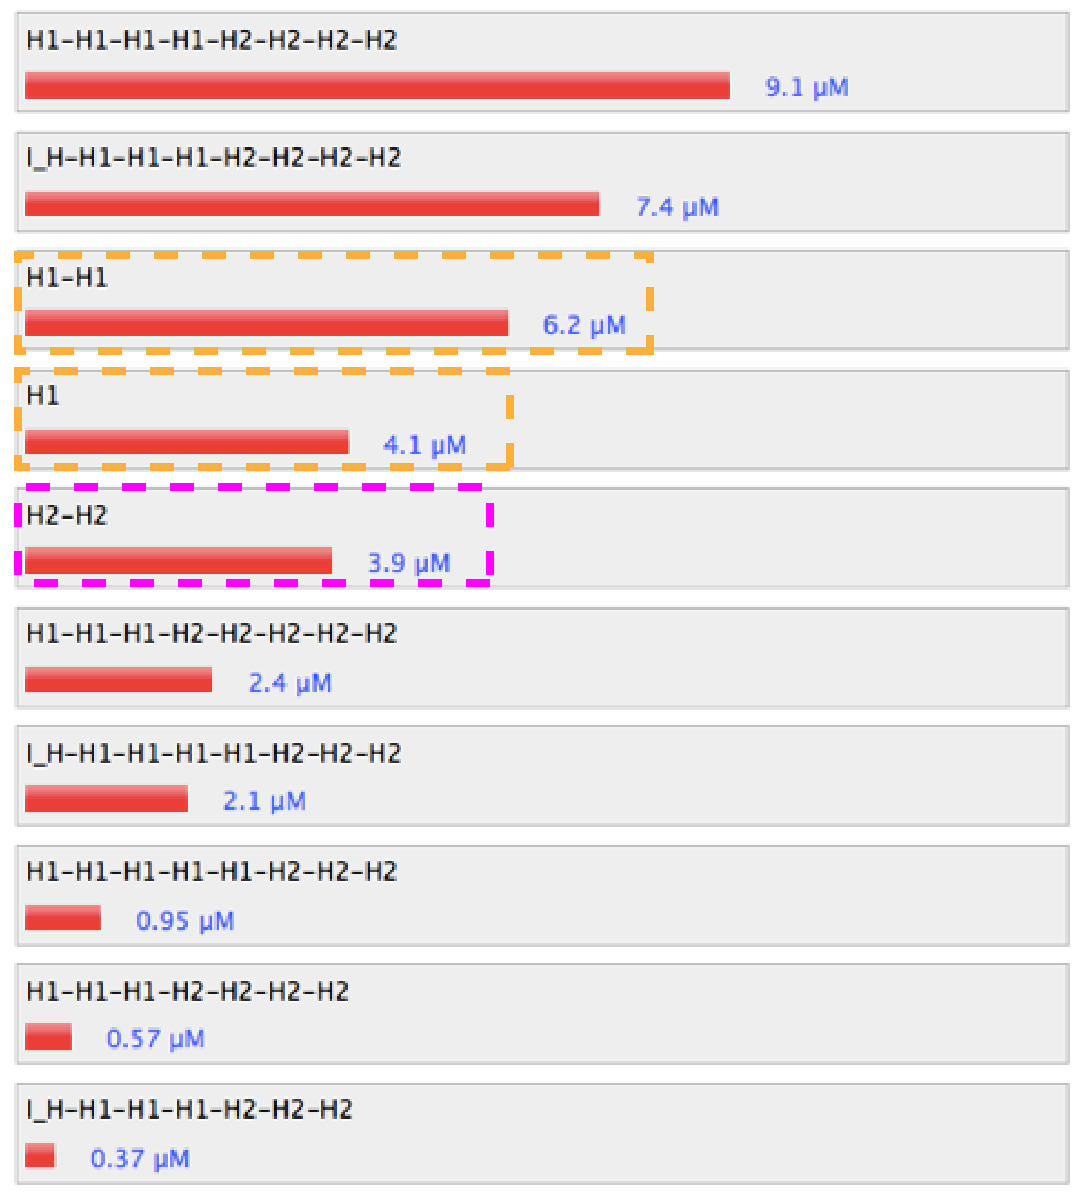 H1-H1-H1-H1-H2-H2-H2-H2
9.1 µM
I_H-H1-H1-H1-H2-H2-H2-H2
7.4 µM
H1-H1
6.2 µM
H1
4.1 µM
H2-H2
3.9 µM
H1-H1-H1-H2-H2-H2-H2-H2
2.4 µM
I_H-H1-H1-H1-H1-H2-H2-H2
2.1 µM
H1-H1-H1-H1-H1-H2-H2-H2
0.95 µM
H1-H1-H1-H2-H2-H2-H2
0.57 µM
I_H-H1-H1-H1-H2-H2-H2
0.37 µM